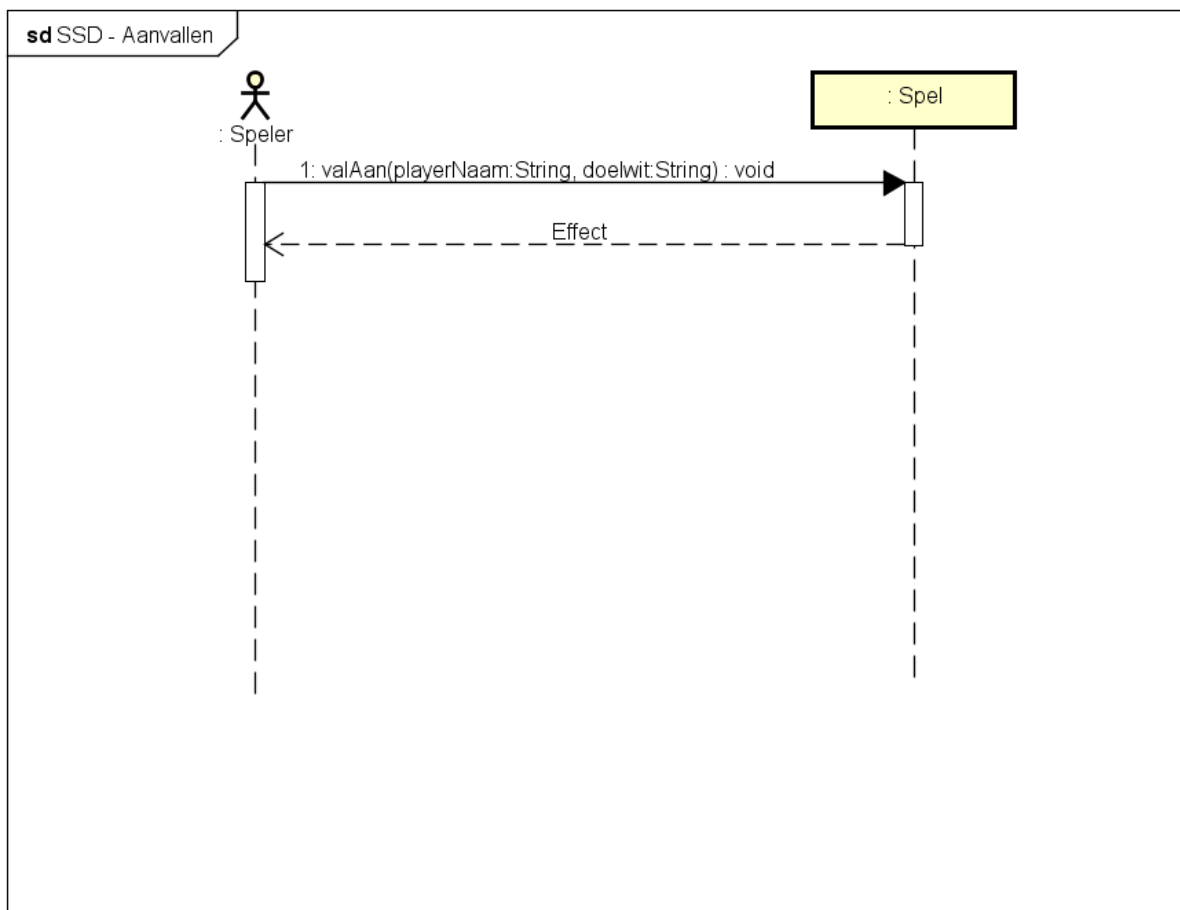 sd SSD - Aanvallen
: Speler
: Spel
1: valAan(playerNaam:String, doelwit:String) : void
Effect